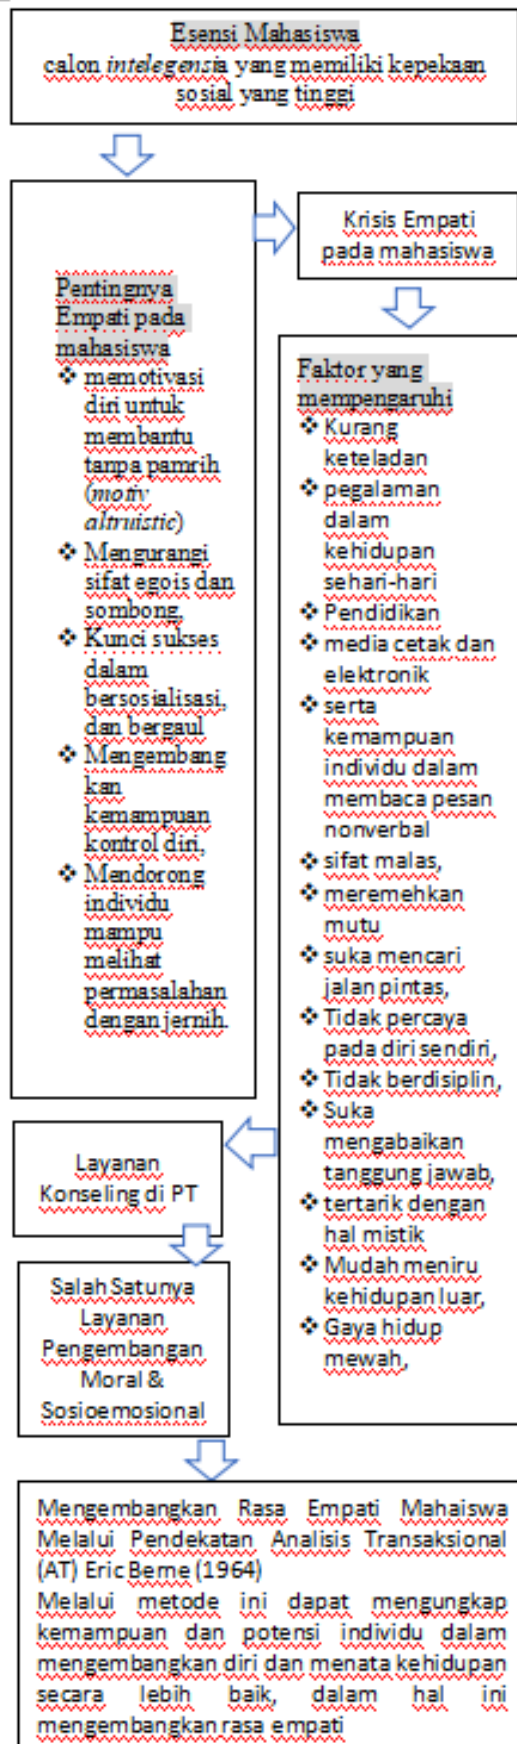 Esensi Mahasiswa
calon intelegensia yang memiliki kepekaan
sosial yang tinggi
Pentingnya
Empati pada
mahasiswa
❖ memotivasi
diri untuk
membantu
tanpa pamrih
(motiv
altruistic)
❖ Mengurangi
sifat egois dan
sombong,
❖ Kunci sukses
dalam
bersosialisasi,
dan bergaul
❖ Mengembang
kan
kemampuan
kontrol diri,
❖ Mendorong
individu
mampu
melihat
permasalahan
dengan jernih.
Krisis Empati
pada mahasiswa
Faktor yang
mempengaruhi
❖ Kurang
keteladan
❖ pegalaman
dalam
kehidupan
sehari-hari
❖ Pendidikan
❖ media cetak dan
elektronik
❖ serta
kemampuan
individu dalam
membaca pesan
nonverbal
❖ sifat malas,
❖ meremehkan
mutu
❖ suka mencari
jalan pintas,
❖ Tidak percaya
pada diri sendiri,
❖ Tidak berdisiplin,
❖ Suka
mengabaikan
tanggung jawab,
❖ tertarik dengan
hal mistik
❖ Mudah meniru
kehidupan luar,
❖ Gaya hidup
mewah,
Layanan
Konseling di PT
Salah Satunya
Layanan
Pengembangan
Moral &
Sosioemosional
Mengembangkan Rasa Empati Mahaiswa
Melalui Pendekatan Analisis Transaksional
(AT) Eric Berne (1964)
Melalui metode ini dapat mengungkap
kemampuan dan potensi individu dalam
mengembangkan diri dan menata kehidupan
secara lebih baik, dalam hal ini
mengembangkan rasa empati